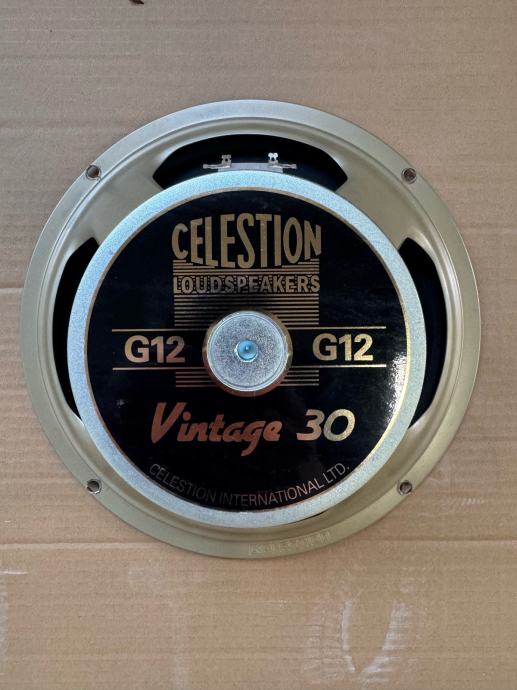 CELESTION
LOUDSPEAKERS
G12 G12
Vintage 30
CELESTION INTERNATIONAL LTD.